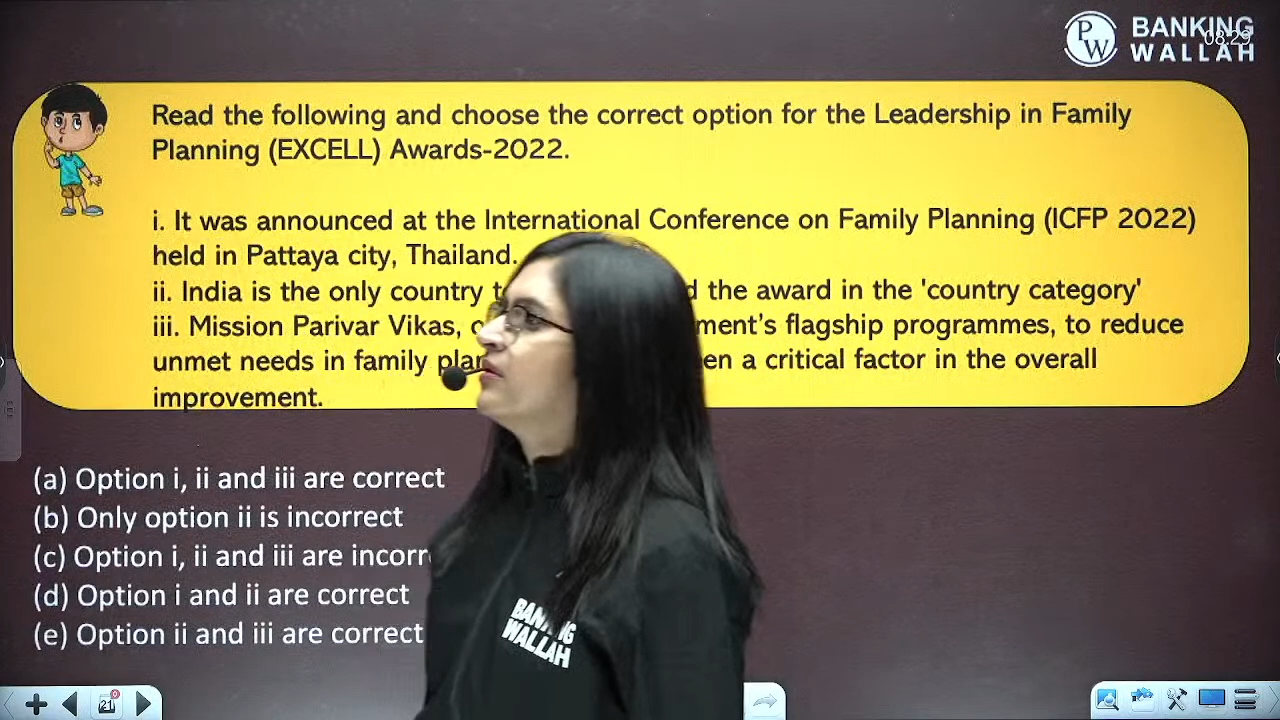 BANKING
WALLAH
PW
08:29
Read the following and choose the correct option for the Leadership in Family
Planning (EXCELL) Awards-2022.
i. It was announced at the International Conference on Family Planning (ICFP 2022)
held in Pattaya city, Thailand.
ii. India is the only country the award in the 'country category'
iii. Mission Parivar Vikas, flagship programmes, to reduce
unmet needs in family a critical factor in the overall
improvement.
(a) Option i, ii and iii are correct
(b) Only option ii is incorrect
(c) Option i, ii and iii are
(d) Option i and ii are correct
(e) Option ii and iii are correct
BANKING
WALLAH
21